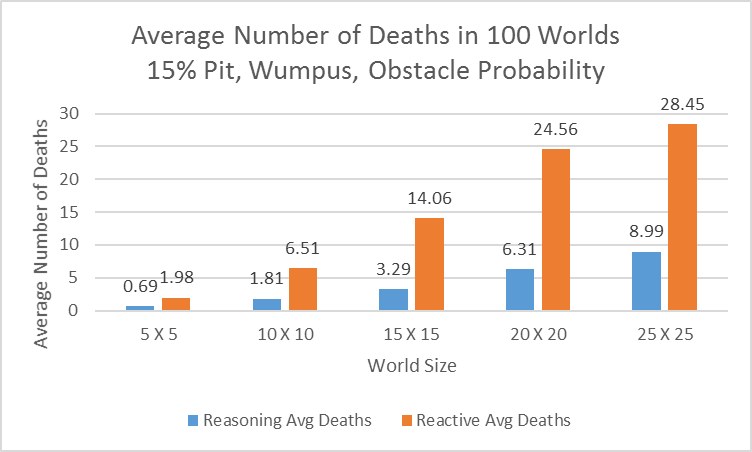 Average Number of Deaths in 100 Worlds
15% Pit, Wumpus, Obstacle Probability
Average Number of Deaths
30
25
20
15
10
5
0
0.69
1.98
1.81
6.51
3.29
14.06
6.31
24.56
8.99
28.45
5 X 5
10 X 10
15 X 15
20 X 20
25 X 25
World Size
Reasoning Avg Deaths
Reactive Avg Deaths